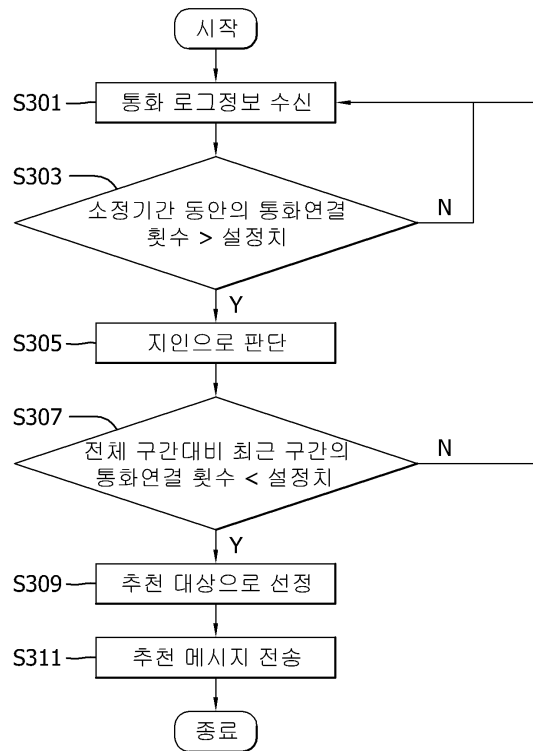 시작
S301
통화 로그정보 수신
S303
소정기간 동안의 통화연결
횟수 > 설정치
N
Y
S305
지인으로 판단
S307
전체 구간대비 최근 구간의
통화연결 횟수 < 설정치
N
Y
S309
추천 대상으로 선정
S311
추천 메시지 전송
종료